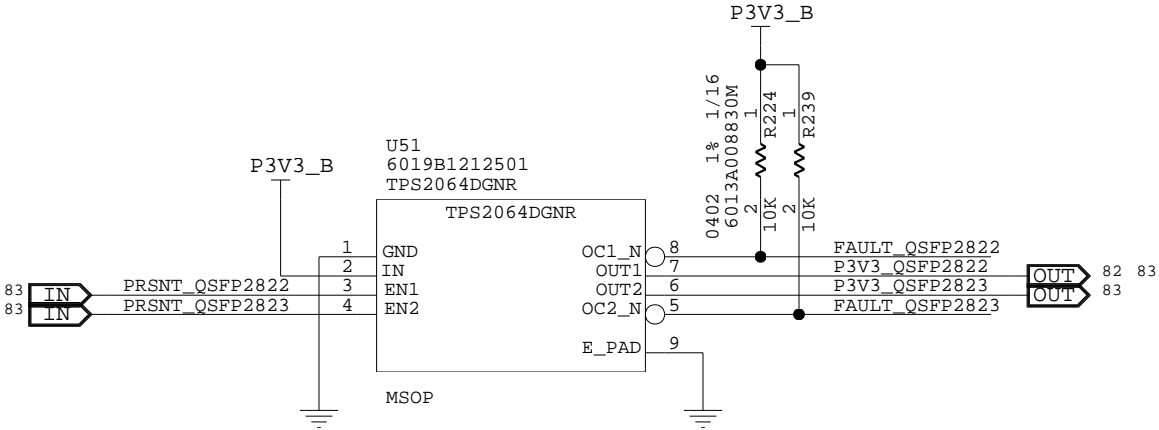 P3V3_B
0402 1% 1/16
6013A008830M
1 R224
2 10K
1 R239
2 10K
U51
6019B1212501
TPS2064DGNR
P3V3_B
TPS2064DGNR
1 GND
2 IN
83 IN PRSNT_QSFP2822 3 EN1
83 IN PRSNT_QSFP2823 4 EN2
OC1_N 8 FAULT_QSFP2822
OUT1 7 P3V3_QSFP2822 OUT 82 83
OUT2 6 P3V3_QSFP2823 OUT 83
OC2_N 5 FAULT_QSFP2823
E_PAD 9
MSOP